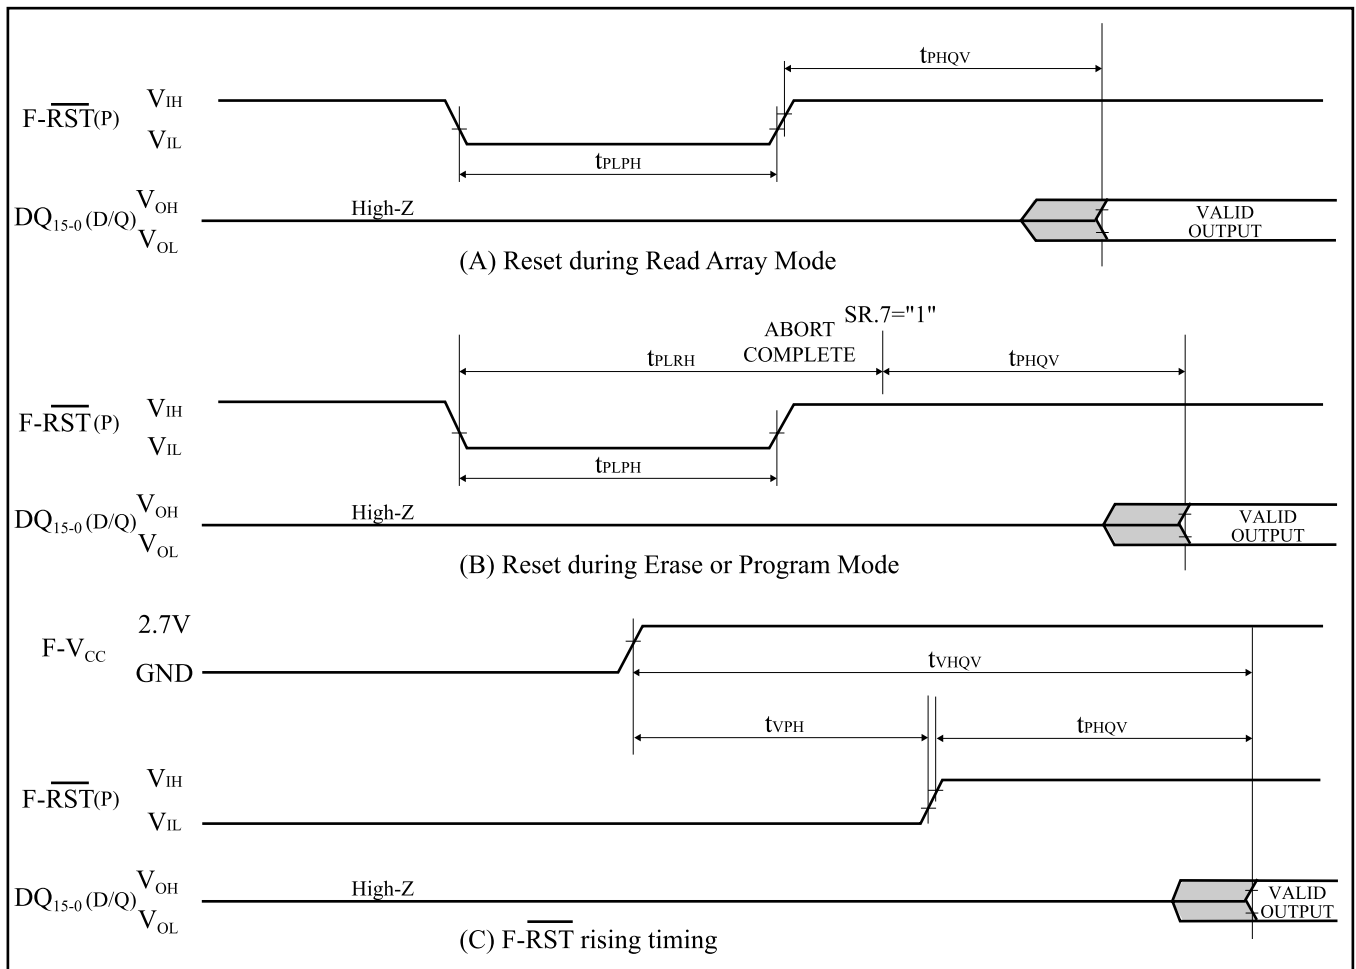 tPHQV
F-RST(P)
VIH
VIL
tPLPH
DQ15-0 (D/Q)
VOH
VOL
High-Z
VALID
OUTPUT
(A) Reset during Read Array Mode
SR.7="1"
ABORT
COMPLETE
tPLRH
tPHQV
F-RST(P)
VIH
VIL
tPLPH
DQ15-0 (D/Q)
VOH
VOL
High-Z
VALID
OUTPUT
(B) Reset during Erase or Program Mode
F-VCC
2.7V
GND
tVHQV
tVPH
tPHQV
F-RST(P)
VIH
VIL
DQ15-0 (D/Q)
VOH
VOL
High-Z
VALID
OUTPUT
(C) F-RST rising timing